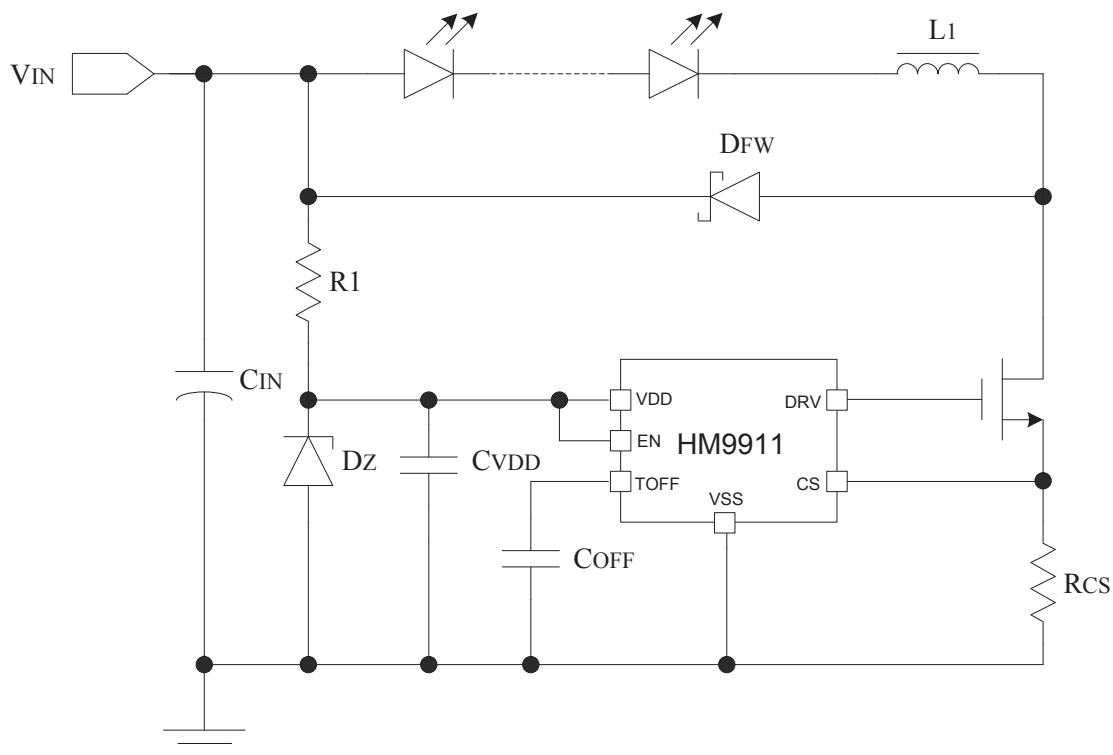 L1
VIN
DFW
R1
CIN
VDD
DRV
EN
HM9911
DZ
CVDD
TOFF
CS
VSS
COFF
RCS